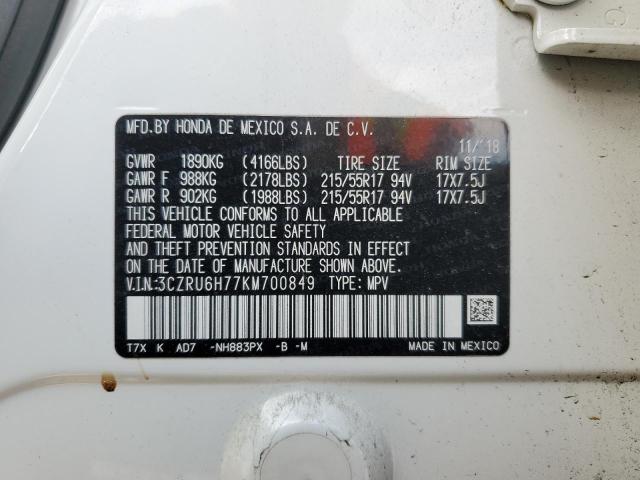 MFD.BY HONDA DE MEXICO S.A. DE C.V.
11/'18
GVWR 1890KG (4166LBS) TIRE SIZE RIM SIZE
GAWR F 988KG (2178LBS) 215/55R17 94V 17X7.5J
GAWR R 902KG (1988LBS) 215/55R17 94V 17X7.5J
THIS VEHICLE CONFORMS TO ALL APPLICABLE
FEDERAL MOTOR VEHICLE SAFETY
AND THEFT PREVENTION STANDARDS IN EFFECT
ON THE DATE OF MANUFACTURE SHOWN ABOVE.
V.I.N.:3CZRU6H77KM700849 TYPE: MPV
T7X K AD7 -NH883PX -B -M MADE IN MEXICO